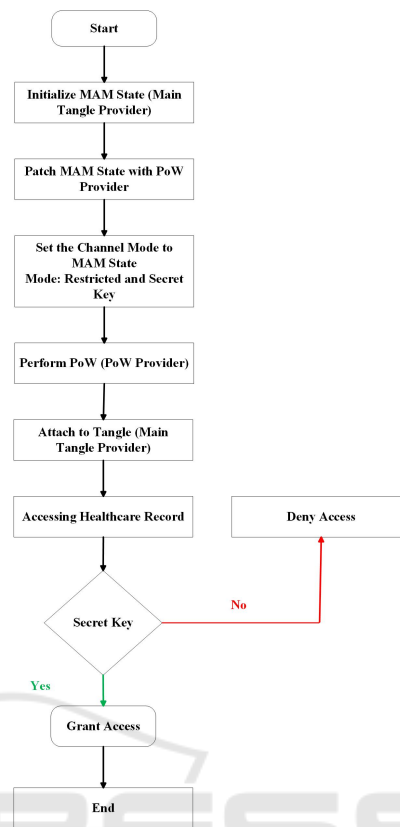 Start
Initialize MAM State (Main
Tangle Provider)
Patch MAM State with PoW
Provider
Set the Channel Mode to
MAM State
Mode: Restricted and Secret
Key
Perform PoW (PoW Provider)
Attach to Tangle (Main
Tangle Provider)
Accessing Healthcare Record
Deny Access
Secret Key
No
Yes
Grant Access
End